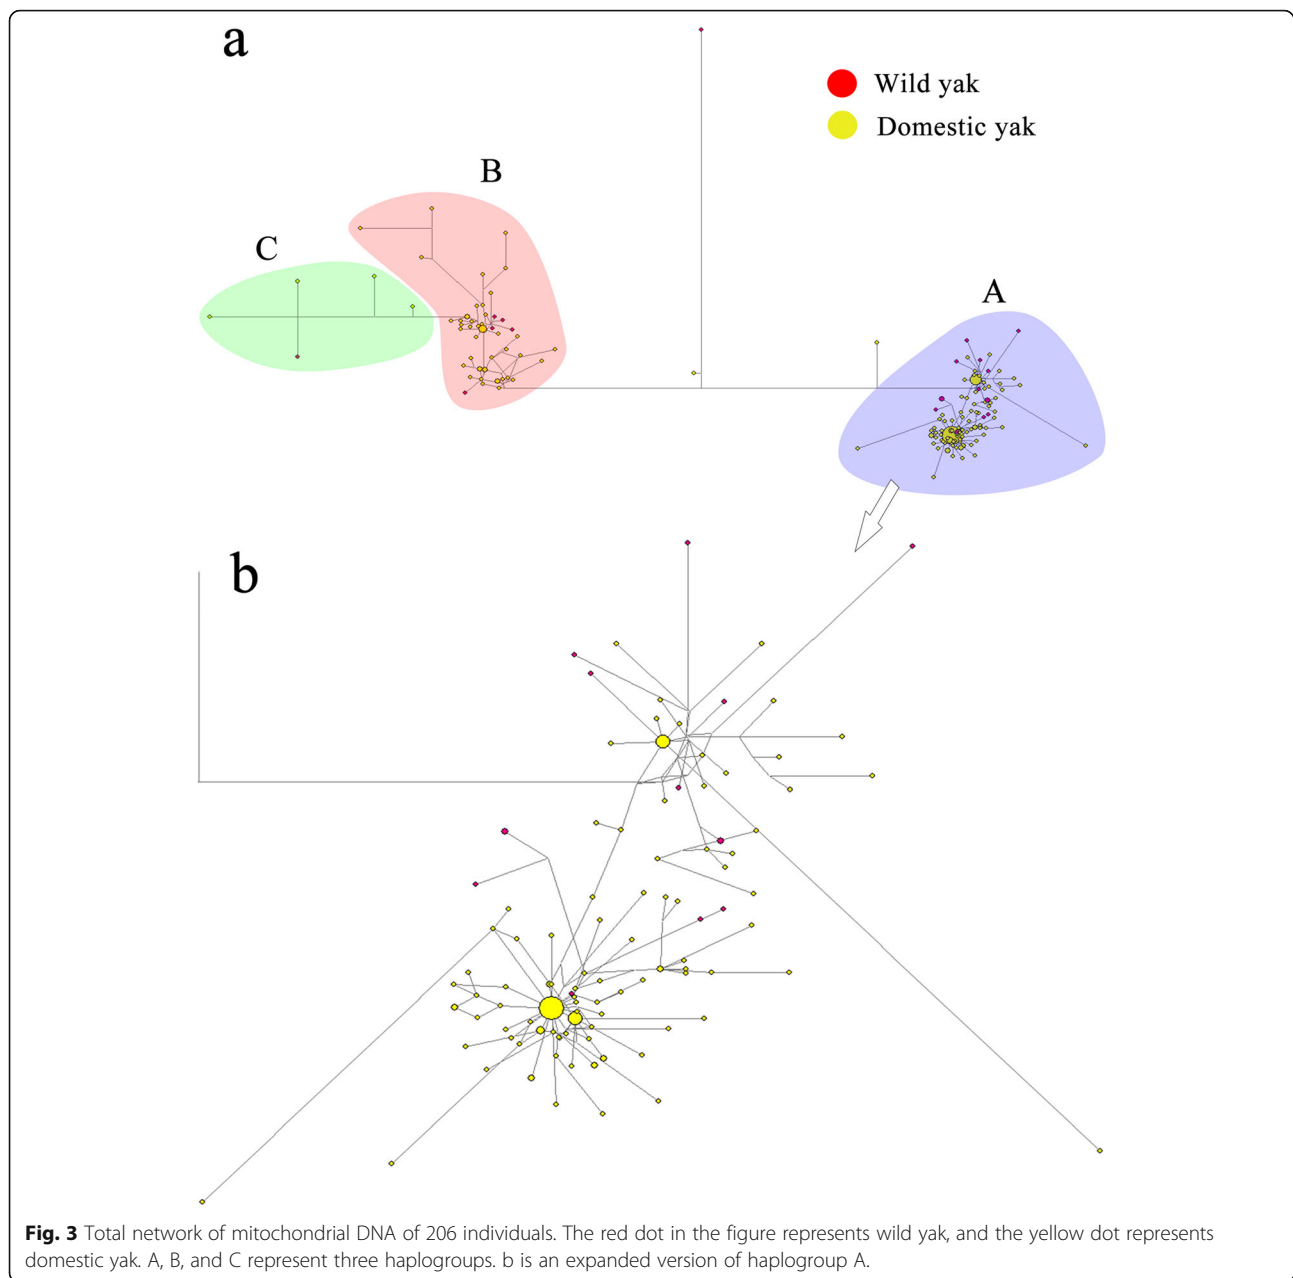 a
Wild yak
Domestic yak
B
C
A
b
Fig. 3 Total network of mitochondrial DNA of 206 individuals. The red dot in the figure represents wild yak, and the yellow dot represents
domestic yak. A, B, and C represent three haplogroups. b is an expanded version of haplogroup A.